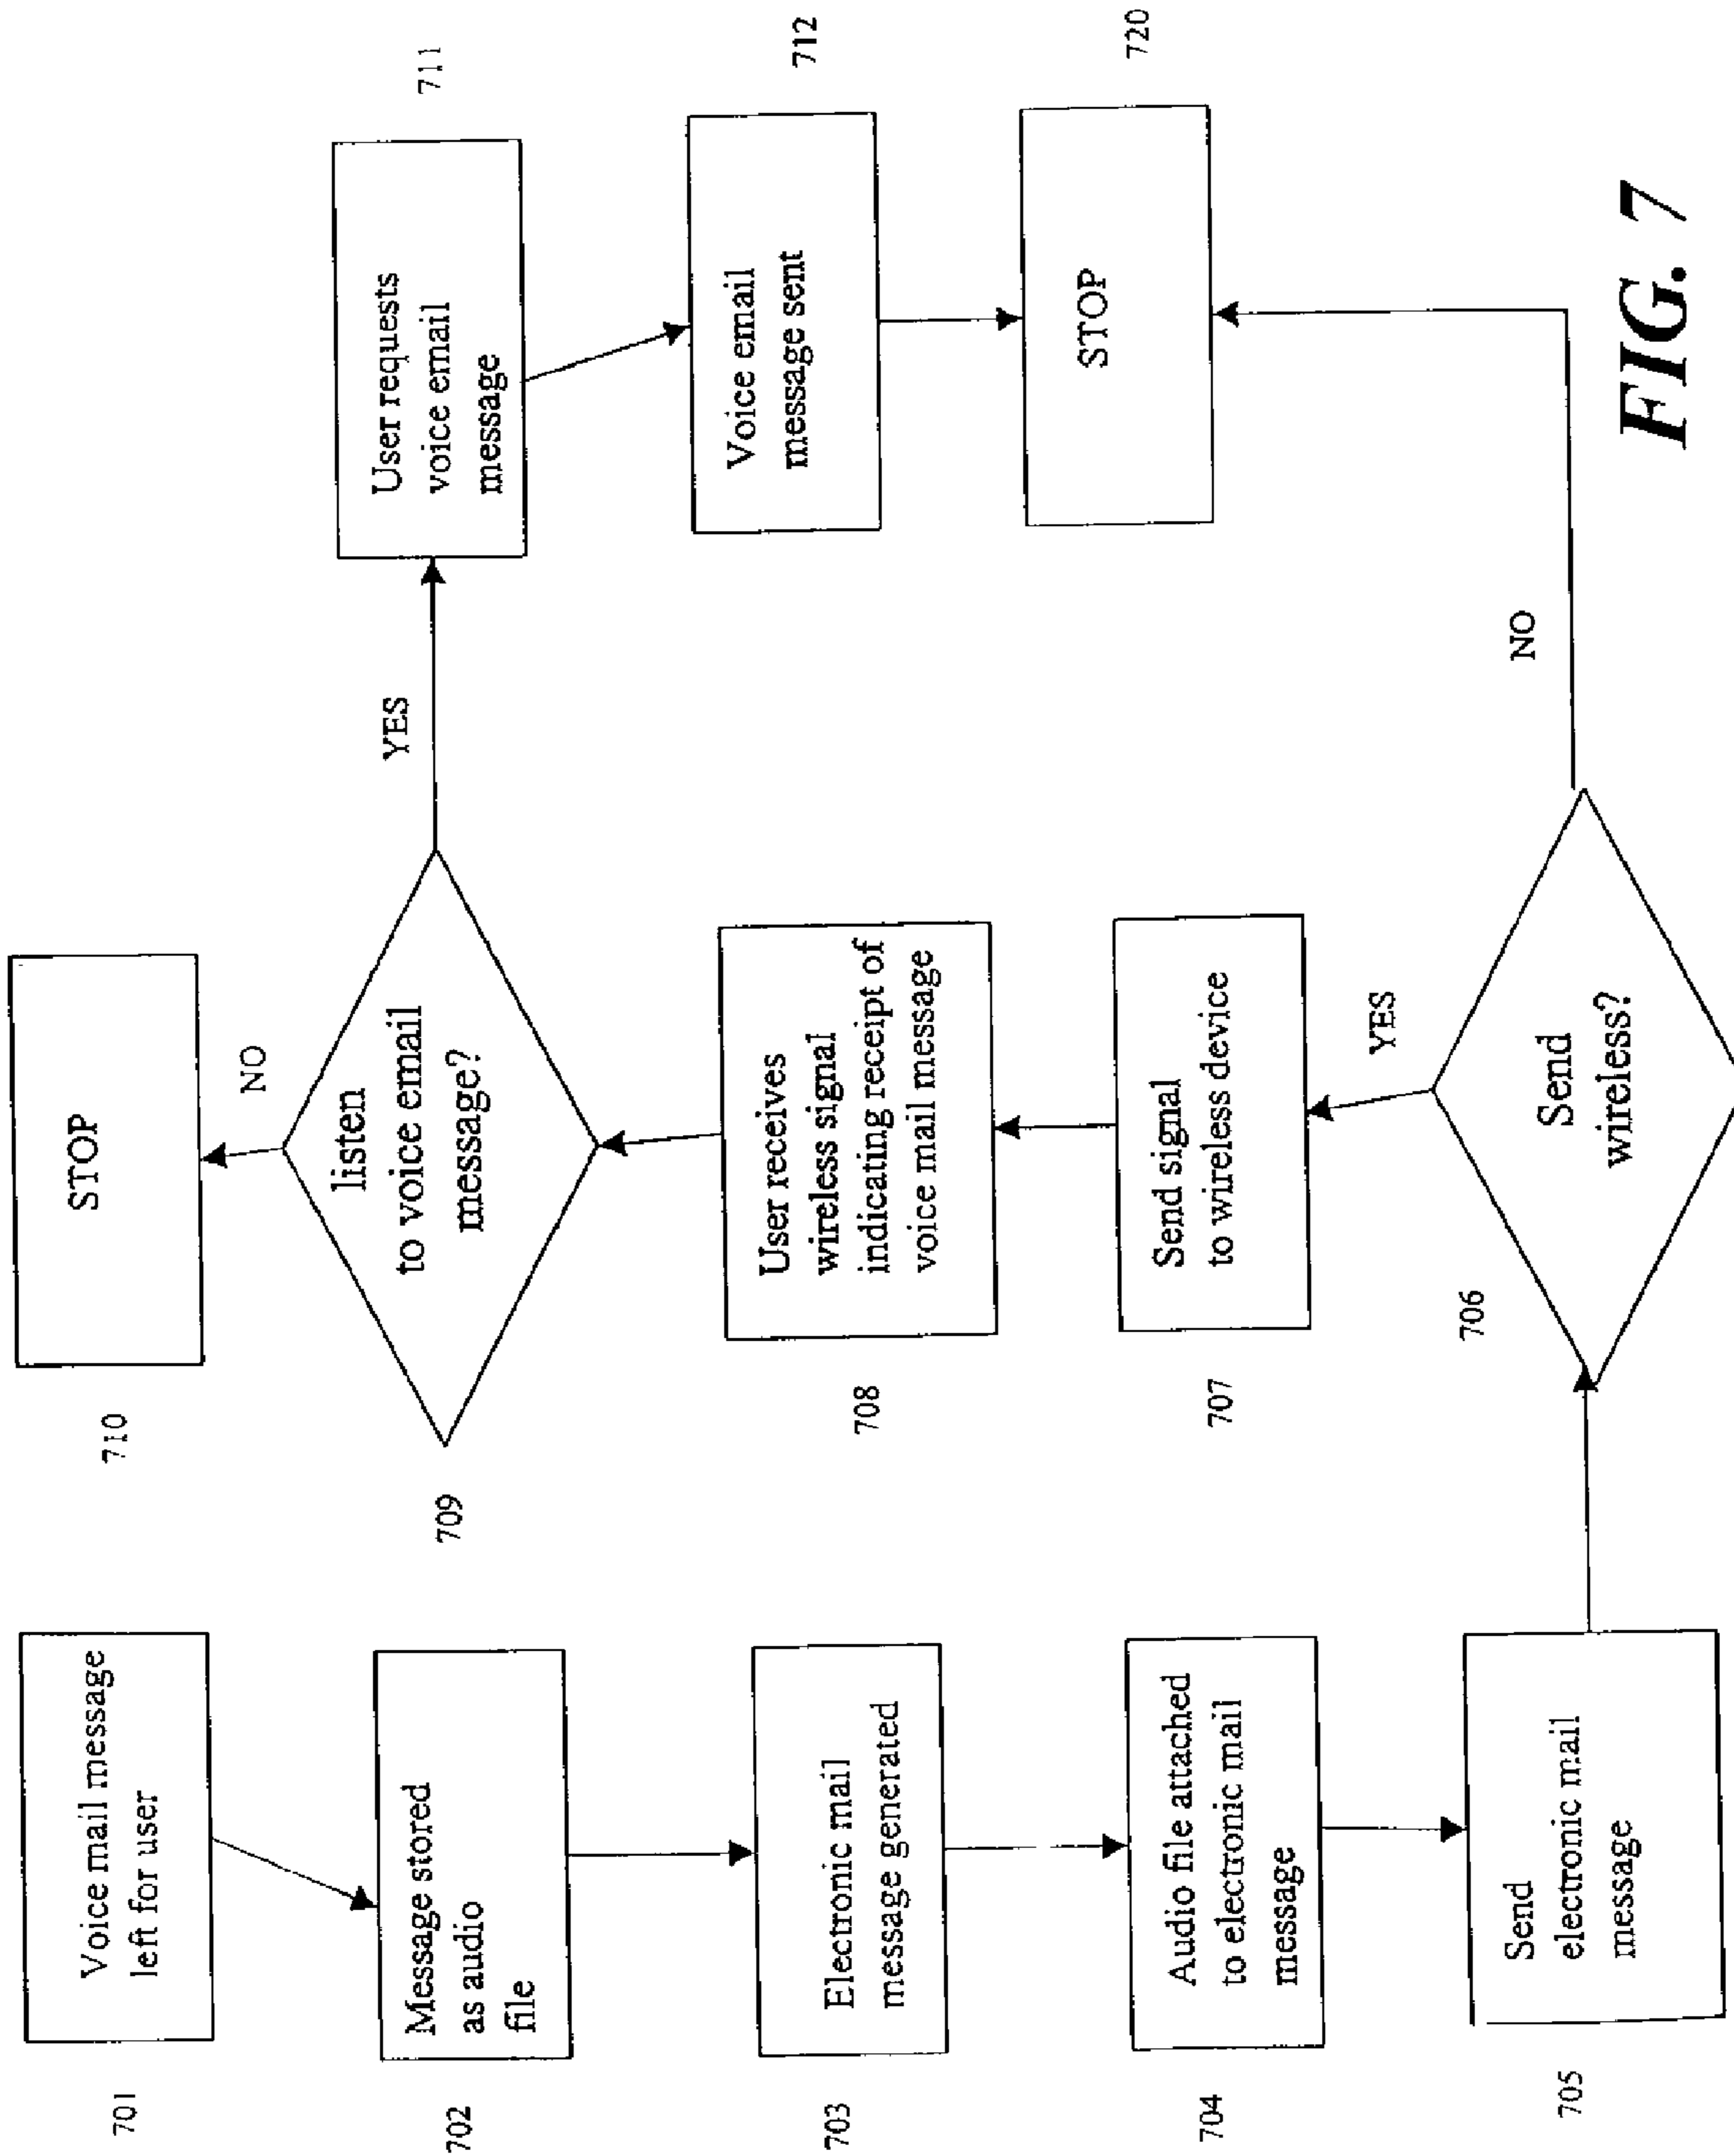 701
Voice mail message
left for user
702
Message stored
as audio
file
703
Electronic mail
message generated
704
Audio file attached
to electronic mail
message
705
Send
electronic mail
message
706
Send
wireless?
YES
NO
707
Send signal
to wireless device
708
User receives
wireless signal
indicating receipt of
voice mail message
709
listen
to voice email
message?
NO
YES
710
STOP
711
User requests
voice email
message
712
Voice email
message sent
720
STOP
FIG. 7